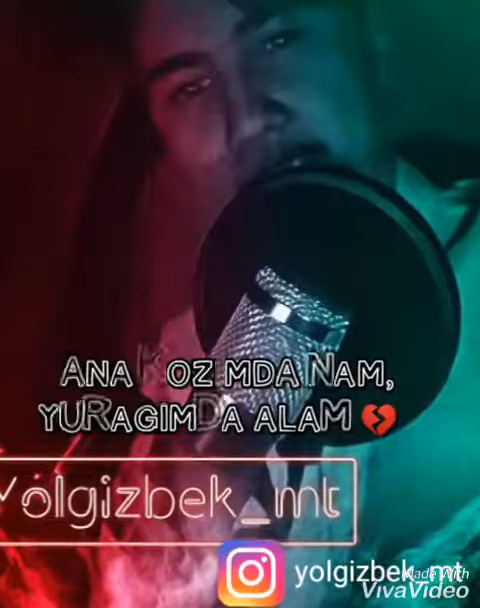 Ana Kozimda Nam,
yuRagimDa alaM 💔
Yolgizbek_mt
yolgizbek_mt
Made With
VivaVideo